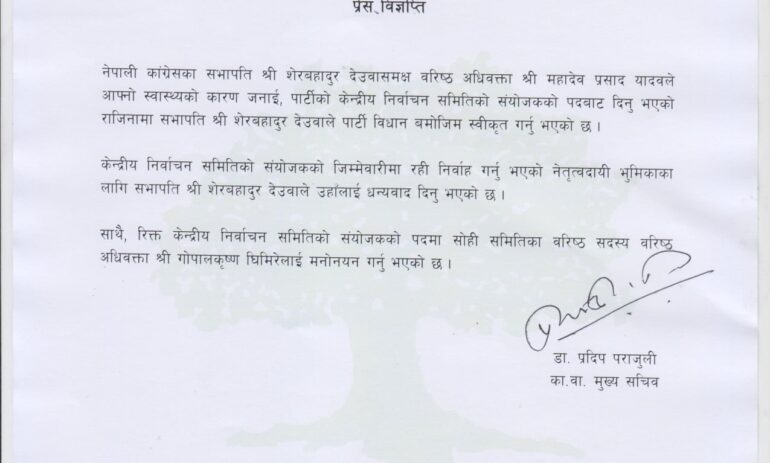 प्रेस विज्ञप्ति
नेपाली कांग्रेसका सभापति श्री शेरबहादुर देउवासमक्ष वरिष्ठ अधिवक्ता श्री महादेव प्रसाद यादवले
आफ्नो स्वास्थ्यको कारण जनाई, पार्टीको केन्द्रीय निर्वाचन समितिको संयोजकको पदबाट दिनु भएको
राजिनामा सभापति श्री शेरबहादुर देउवाले पार्टी विधान बमोजिम स्वीकृत गर्नु भएको छ ।
केन्द्रीय निर्वाचन समितिको संयोजकको जिम्मेवारीमा रही निर्वाह गर्नु भएको नेतृत्वदायी भुमिकाका
लागि सभापति श्री शेरबहादुर देउवाले उहाँलाई धन्यवाद दिनु भएको छ ।
साथै, रिक्त केन्द्रीय निर्वाचन समितिको संयोजकको पदमा सोही समितिका वरिष्ठ सदस्य वरिष्ठ
अधिवक्ता श्री गोपालकृष्ण घिमिरेलाई मनोनयन गर्नु भएको छ ।
डा. प्रदिप पराजुली
का.वा. मुख्य सचिव